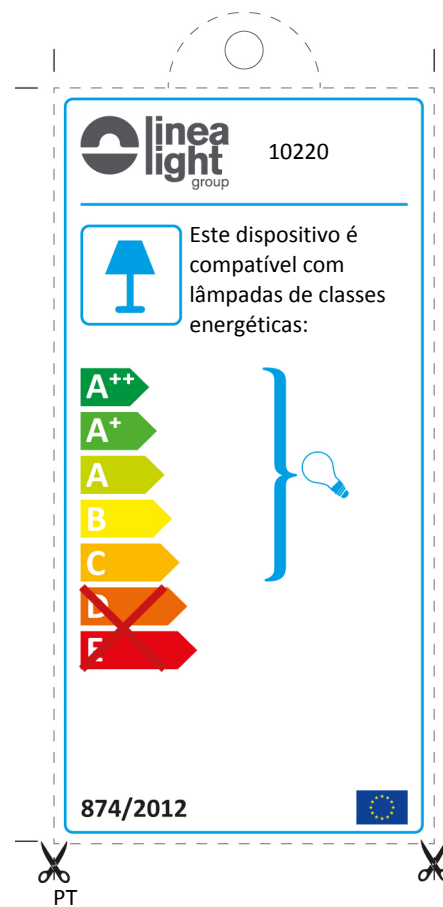 linea
light
group
10220
Este dispositivo é
compatível com
lâmpadas de classes
energéticas:
A++
A+
A
B
C
D
E
874/2012
PT